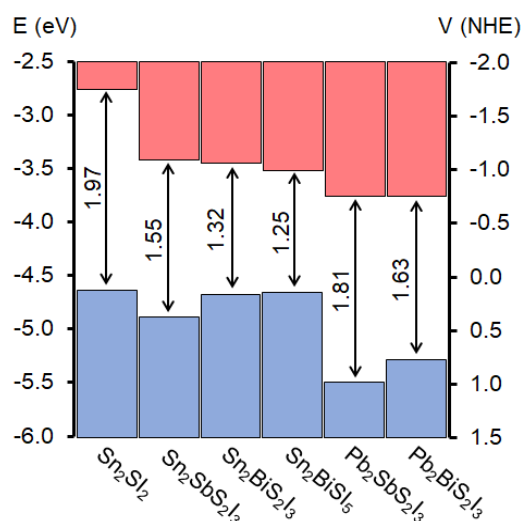 E (eV)
V (NHE)
-2.5
-3.0
-3.5
-4.0
-4.5
-5.0
-5.5
-6.0
1.97
1.55
1.32
1.25
1.81
1.63
-2.0
-1.5
-1.0
-0.5
0.0
0.5
1.0
1.5
Sn₂SI₂
Sn₂SbS₂I₃
Sn₂BiS₂I₃
Sn₂BiSI₅
Pb₂SbS₂I₃
Pb₂BiS₂I₃